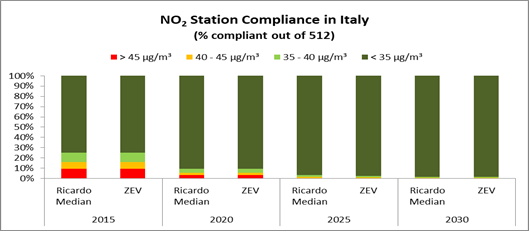 NO₂ Station Compliance in Italy
(% compliant out of 512)
> 45 µg/m³ 40 - 45 µg/m³ 35 - 40 µg/m³ < 35 µg/m³
100%
90%
80%
70%
60%
50%
40%
30%
20%
10%
0%
Ricardo Median ZEV Ricardo Median ZEV Ricardo Median ZEV Ricardo Median ZEV
2015 2020 2025 2030